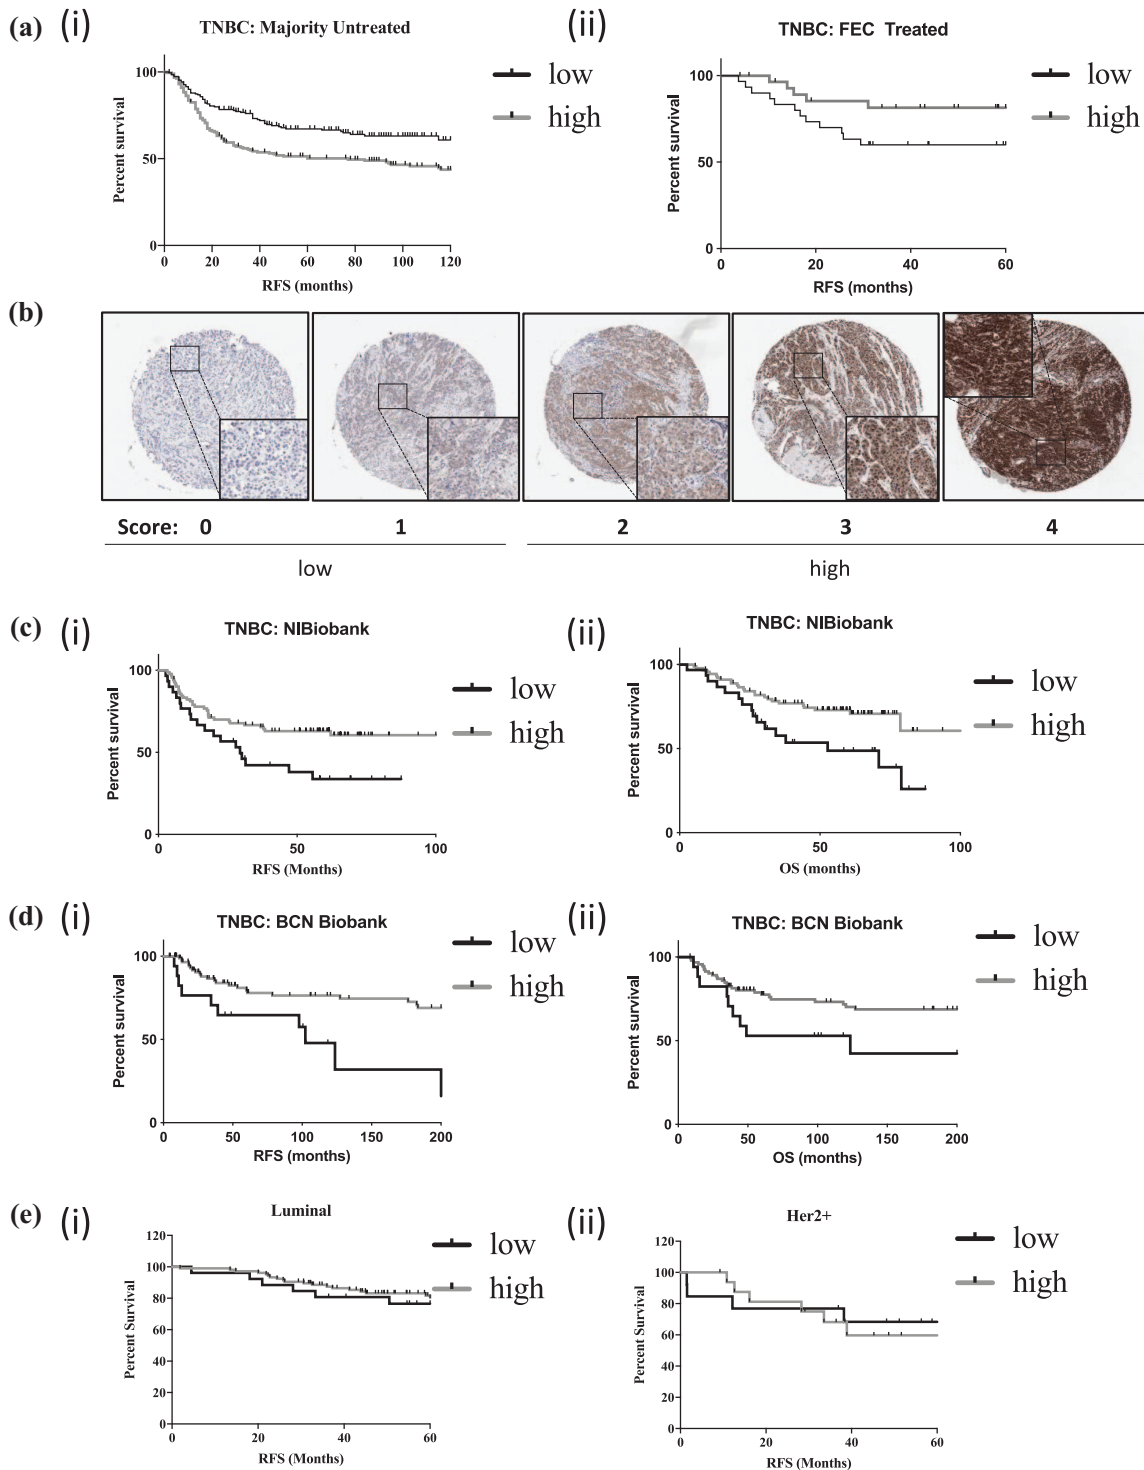 (a) (i) TNBC: Majority Untreated
low
high
100
50
0
Percent survival
0 20 40 60 80 100 120
RFS (months)
(ii) TNBC: FEC Treated
low
high
100
50
0
Percent survival
0 20 40 60
RFS (months)
(b)
Score: 0 1 2 3 4
low high
(c) (i) TNBC: NIBiobank
low
high
100
50
0
Percent survival
0 50 100
RFS (Months)
(ii) TNBC: NIBiobank
low
high
100
50
0
Percent survival
0 50 100
OS (months)
(d) (i) TNBC: BCN Biobank
low
high
100
50
0
Percent survival
0 50 100 150 200
RFS (months)
(ii) TNBC: BCN Biobank
low
high
100
50
0
Percent survival
0 50 100 150 200
OS (months)
(e) (i) Luminal
low
high
120
100
80
60
40
20
0
Percent Survival
0 20 40 60
RFS (Months)
(ii) Her2+
low
high
120
100
80
60
40
20
0
Percent Survival
0 20 40 60
RFS (Months)